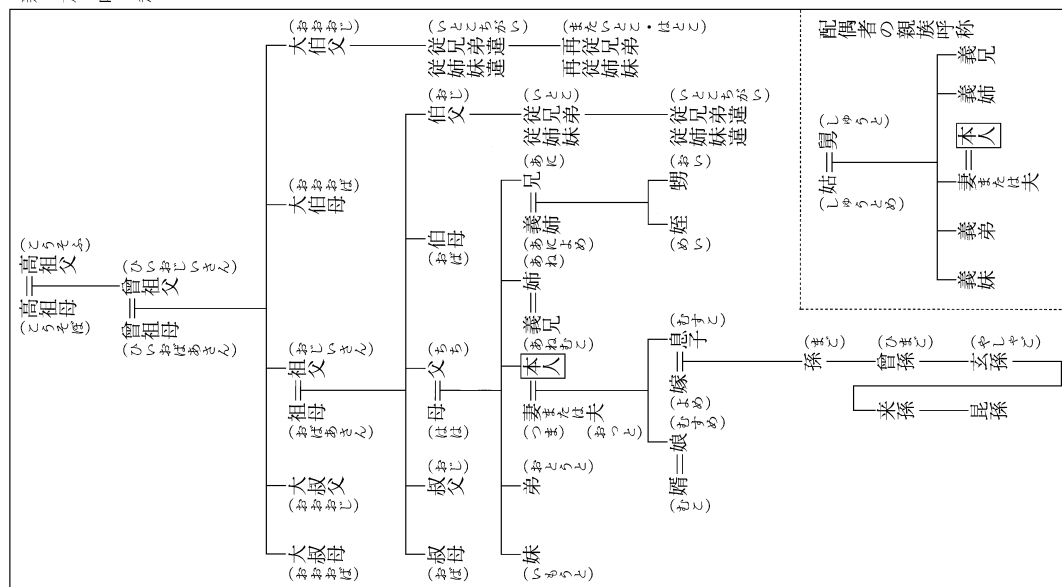 高祖父
(こうそふ)
高祖母
(こうそぼ)
曾祖父
(ひいおじいさん)
曾祖母
(ひいおばあさん)
大伯父
(おおおじ)
大伯母
(おおおば)
祖父
(おじいさん)
祖母
(おばあさん)
大叔父
(おおおじ)
大叔母
(おおおば)
従兄弟違
従姉妹違
(いとこちがい)
再従兄弟
再従姉妹
(またいとこ・はとこ)
伯父
(おじ)
伯母
(おば)
父
(ちち)
母
(はは)
叔父
(おじ)
叔母
(おば)
従兄弟
従姉妹
(いとこ)
従兄弟違
従姉妹違
(いとこちがい)
兄
(あに)
義姉
(あによめ)
姉
(あね)
義兄
(あねむこ)
本人
妻または夫
(つま)
(おっと)
弟
(おとうと)
妹
(いもうと)
甥
(おい)
姪
(めい)
息子
(むすこ)
嫁
(よめ)
娘
(むすめ)
婿
(むこ)
孫
(まご)
曾孫
(ひまご)
玄孫
(やしゃご)
来孫
昆孫
配偶者の親族呼称
舅
(しゅうと)
姑
(しゅうとめ)
義兄
義姉
本人
妻または夫
義弟
義妹